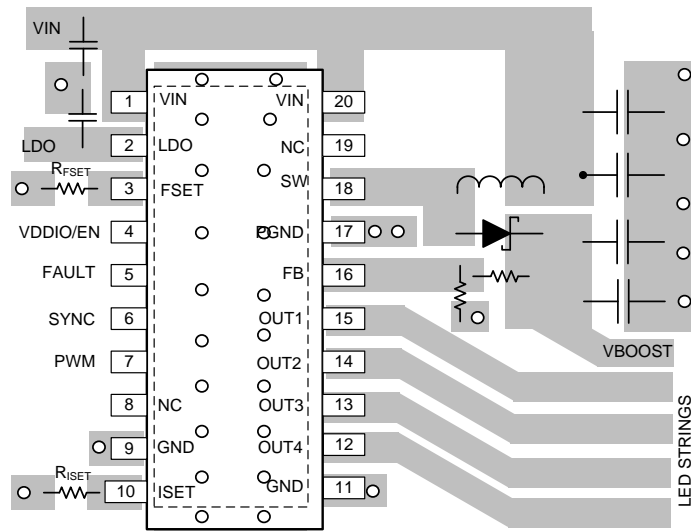 VIN
1 VIN VIN 20
LDO 2 LDO NC 19
RFSET 3 FSET SW 18
VDDIO/EN 4 PGND 17
FAULT 5 FB 16
SYNC 6 OUT1 15
VBOOST
PWM 7 OUT2 14
8 NC OUT3 13
9 GND OUT4 12
RISET 10 ISET GND 11
LED STRINGS